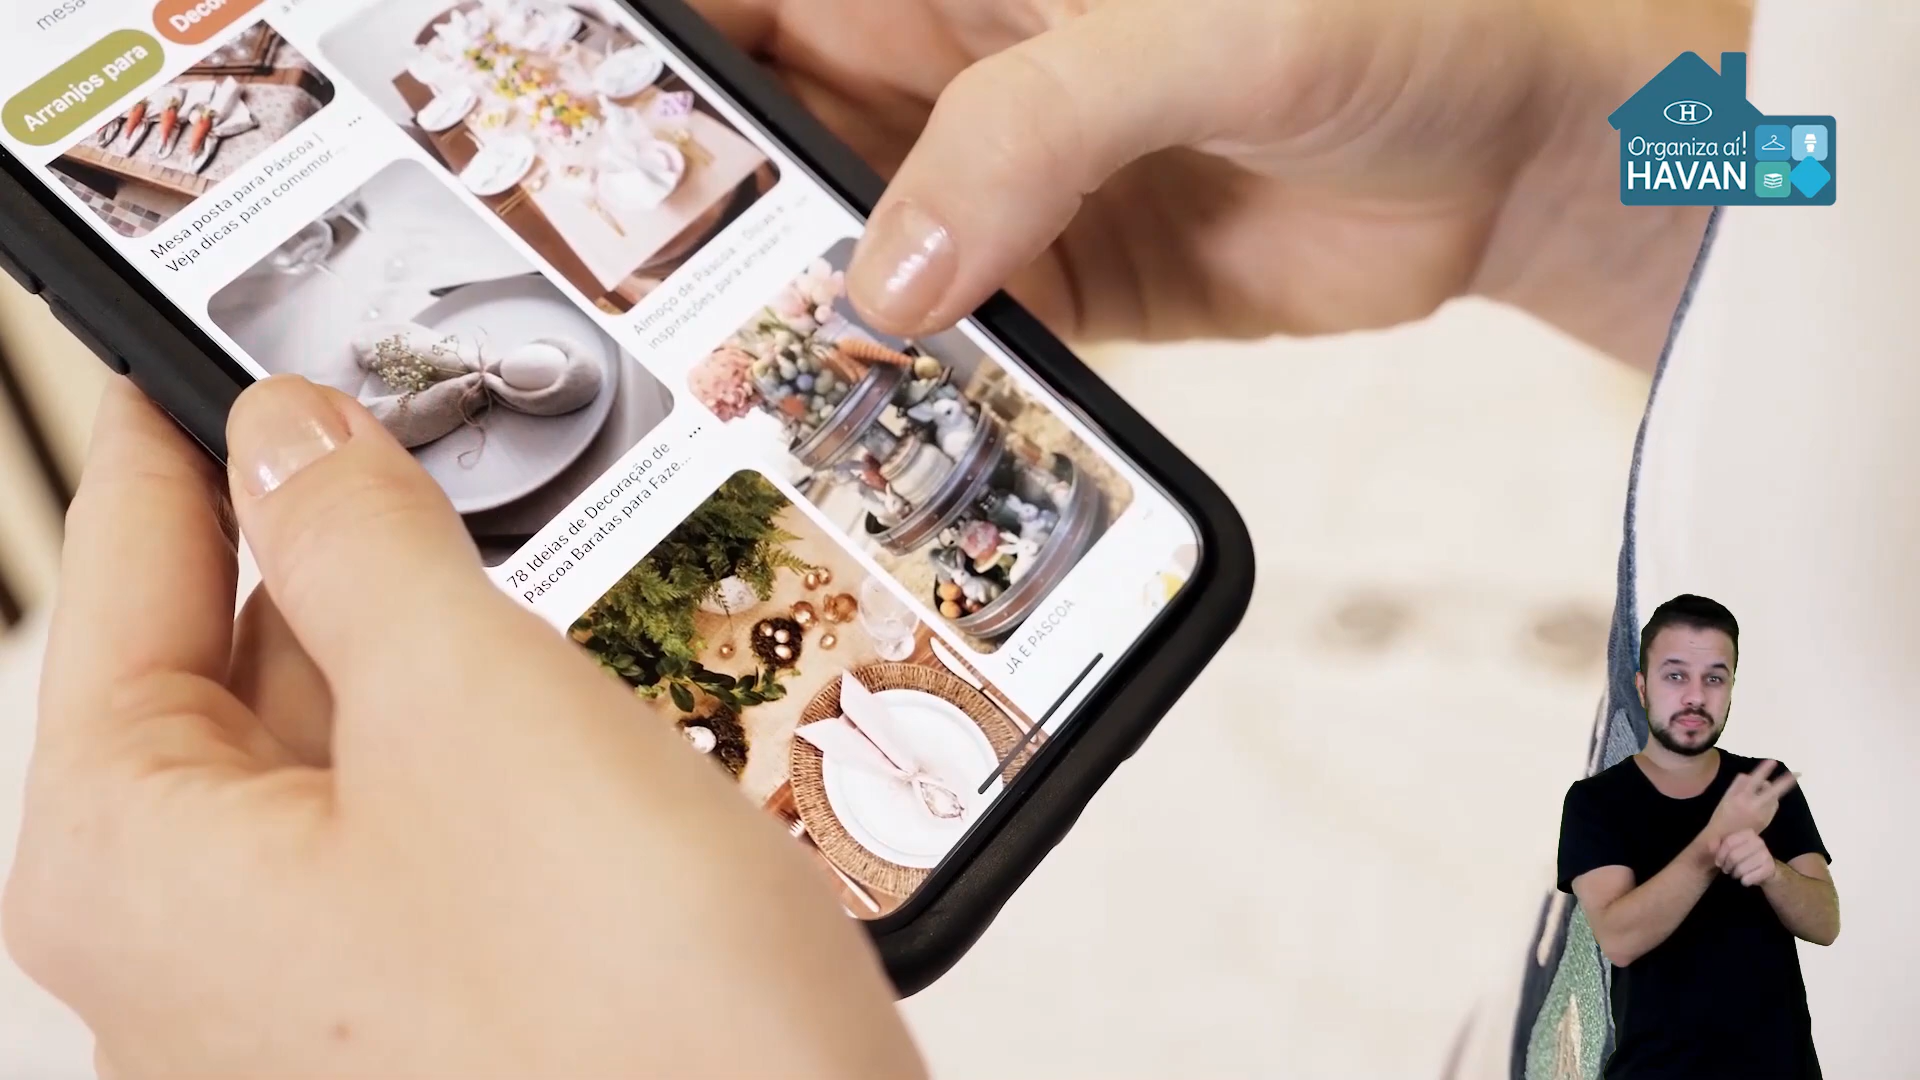 mesa
Arranjos para
Decor
Mesa posta para Páscoa |
Veja dicas para comemor...
Almoço de Páscoa - Dicas e
inspirações para arrasar
78 Ideias de Decoração de
Páscoa Baratas para Faze...
JÁ É PÁSCOA
H
Organiza aí!
HAVAN